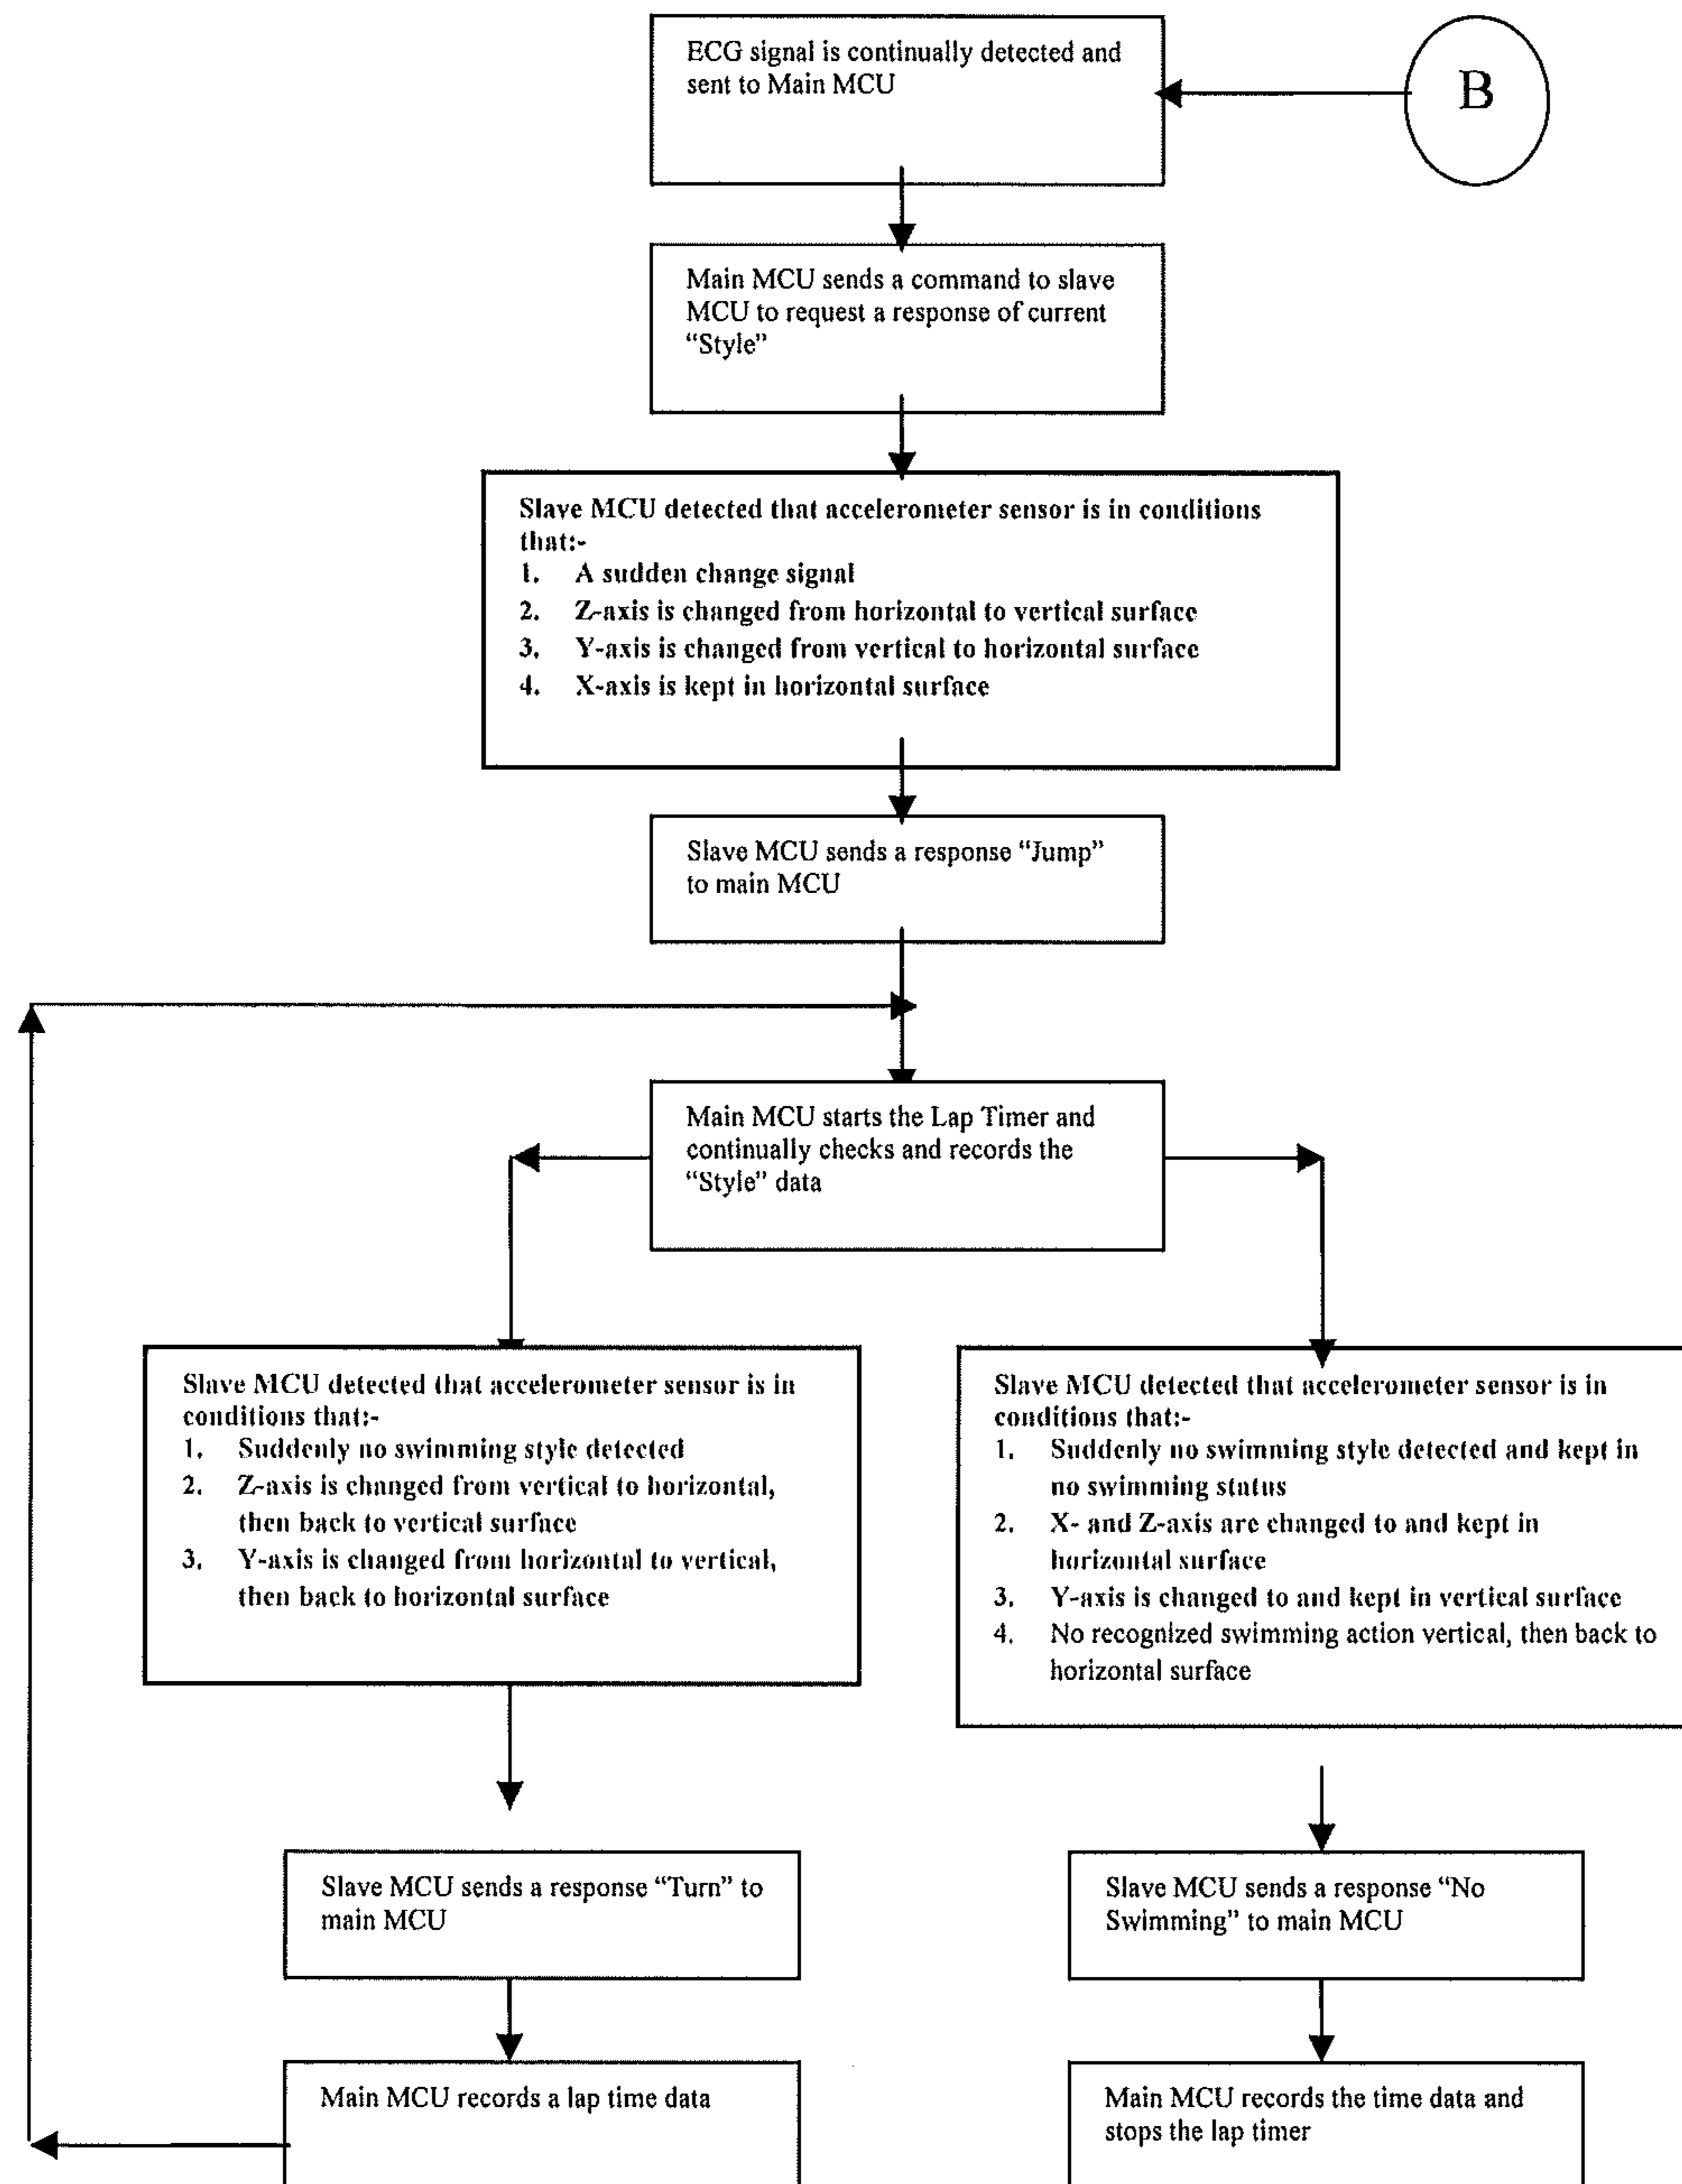 ECG signal is continually detected and
sent to Main MCU
B
Main MCU sends a command to slave
MCU to request a response of current
“Style”
Slave MCU detected that accelerometer sensor is in conditions
that:-
1. A sudden change signal
2. Z-axis is changed from horizontal to vertical surface
3. Y-axis is changed from vertical to horizontal surface
4. X-axis is kept in horizontal surface
Slave MCU sends a response “Jump”
to main MCU
Main MCU starts the Lap Timer and
continually checks and records the
“Style” data
Slave MCU detected that accelerometer sensor is in
conditions that:-
1. Suddenly no swimming style detected
2. Z-axis is changed from vertical to horizontal,
then back to vertical surface
3. Y-axis is changed from horizontal to vertical,
then back to horizontal surface
Slave MCU detected that accelerometer sensor is in
conditions that:-
1. Suddenly no swimming style detected and kept in
no swimming status
2. X- and Z-axis are changed to and kept in
horizontal surface
3. Y-axis is changed to and kept in vertical surface
4. No recognized swimming action vertical, then back to
horizontal surface
Slave MCU sends a response “Turn” to
main MCU
Slave MCU sends a response “No
Swimming” to main MCU
Main MCU records a lap time data
Main MCU records the time data and
stops the lap timer